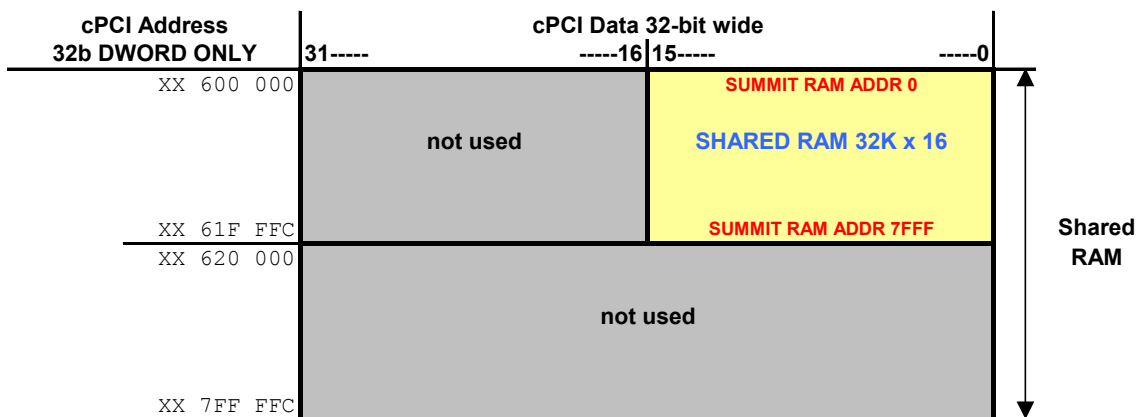 cPCI Address
32b DWORD ONLY
cPCI Data 32-bit wide
31----- -----16 15----- -----0
XX 600 000
SUMMIT RAM ADDR 0
not used
SHARED RAM 32K x 16
XX 61F FFC
SUMMIT RAM ADDR 7FFF
Shared
RAM
XX 620 000
not used
XX 7FF FFC